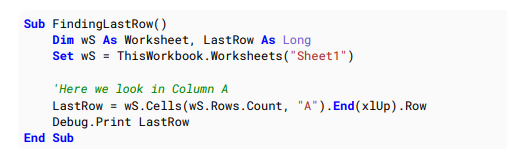 Sub FindingLastRow()
    Dim wS As Worksheet, LastRow As Long
    Set wS = ThisWorkbook.Worksheets("Sheet1")

    'Here we look in Column A
    LastRow = wS.Cells(wS.Rows.Count, "A").End(xlUp).Row
    Debug.Print LastRow
End Sub